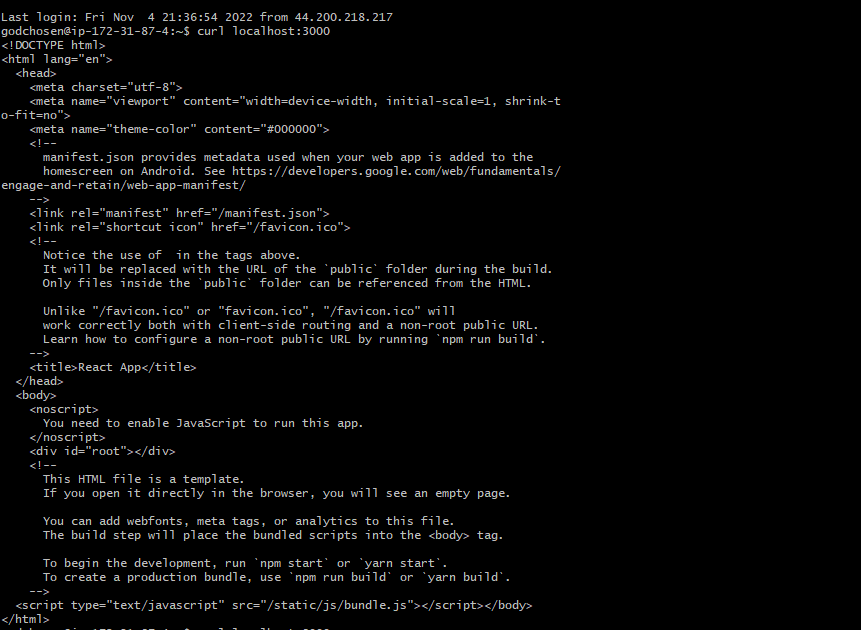 Last login: Fri Nov  4 21:36:54 2022 from 44.200.218.217
godchosen@ip-172-31-87-4:~$ curl localhost:3000
<!DOCTYPE html>
<html lang="en">
  <head>
    <meta charset="utf-8">
    <meta name="viewport" content="width=device-width, initial-scale=1, shrink-t
o-fit=no">
    <meta name="theme-color" content="#000000">
    <!--
      manifest.json provides metadata used when your web app is added to the
      homescreen on Android. See https://developers.google.com/web/fundamentals/
engage-and-retain/web-app-manifest/
    -->
    <link rel="manifest" href="/manifest.json">
    <link rel="shortcut icon" href="/favicon.ico">
    <!--
      Notice the use of  in the tags above.
      It will be replaced with the URL of the `public` folder during the build.
      Only files inside the `public` folder can be referenced from the HTML.

      Unlike "/favicon.ico" or "favicon.ico", "/favicon.ico" will
      work correctly both with client-side routing and a non-root public URL.
      Learn how to configure a non-root public URL by running `npm run build`.
    -->
    <title>React App</title>
  </head>
  <body>
    <noscript>
      You need to enable JavaScript to run this app.
    </noscript>
    <div id="root"></div>
    <!--
      This HTML file is a template.
      If you open it directly in the browser, you will see an empty page.

      You can add webfonts, meta tags, or analytics to this file.
      The build step will place the bundled scripts into the <body> tag.

      To begin the development, run `npm start` or `yarn start`.
      To create a production bundle, use `npm run build` or `yarn build`.
    -->
  <script type="text/javascript" src="/static/js/bundle.js"></script></body>
</html>